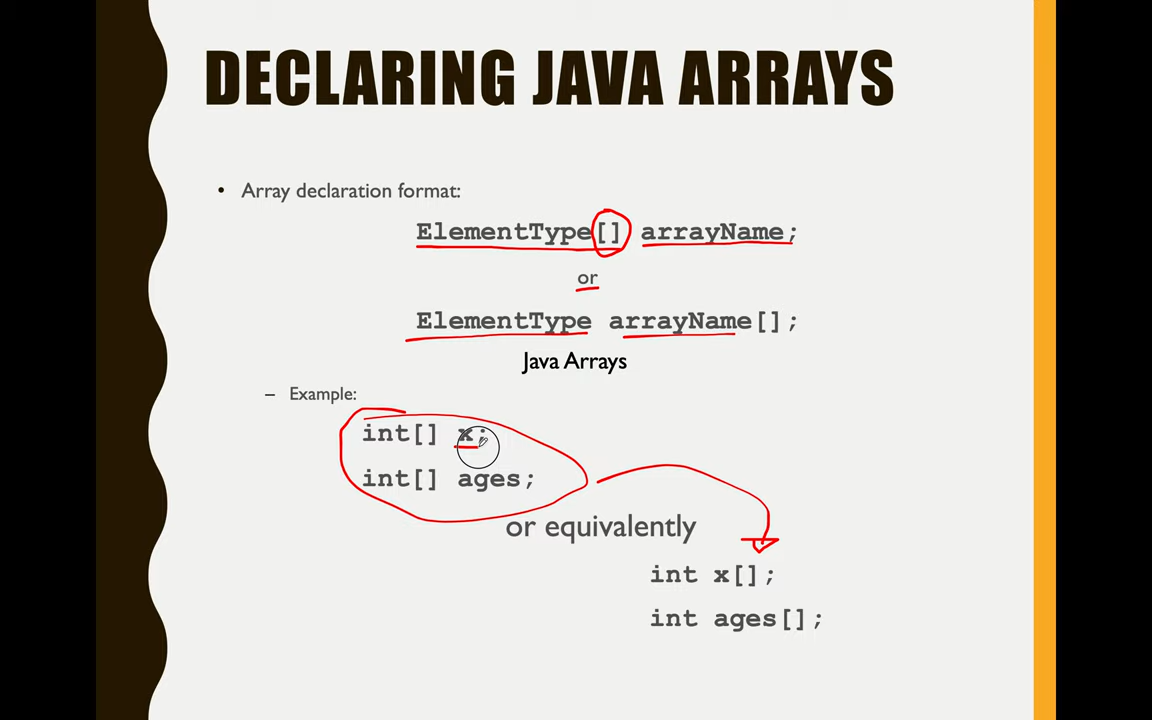 DECLARING JAVA ARRAYS
• Array declaration format:
ElementType[] arrayName;
or
ElementType arrayName[];
Java Arrays
– Example:
int[] x;
int[] ages;
or equivalently
int x[];
int ages[];